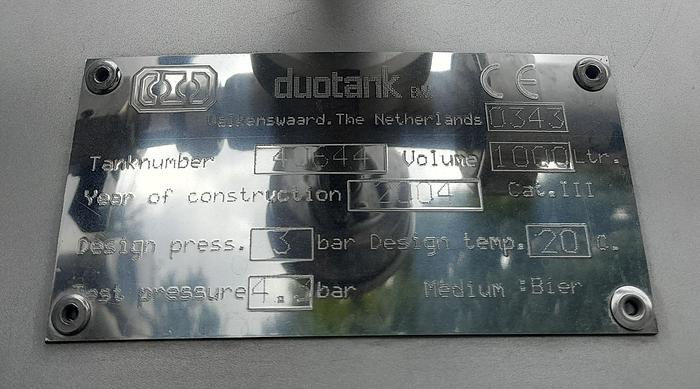 duotank B.V.
CE
Valkenswaard.The Netherlands 0343
Tanknumber 40644 Volume 1000 Ltr.
Year of construction 2004 Cat.III
Design press. 3 bar Design temp. 20 C.
Test pressure bar Medium :Bier